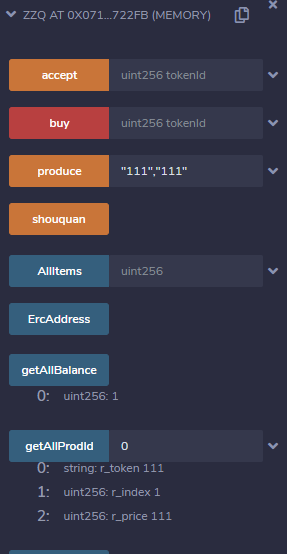 ZZQ AT 0X071...722FB (MEMORY)
accept uint256 tokenId
buy uint256 tokenId
produce "111","111"
shouquan
AllItems uint256
ErcAddress
getAllBalance
0: uint256: 1
getAllProdId 0
0: string: r_token 111
1: uint256: r_index 1
2: uint256: r_price 111